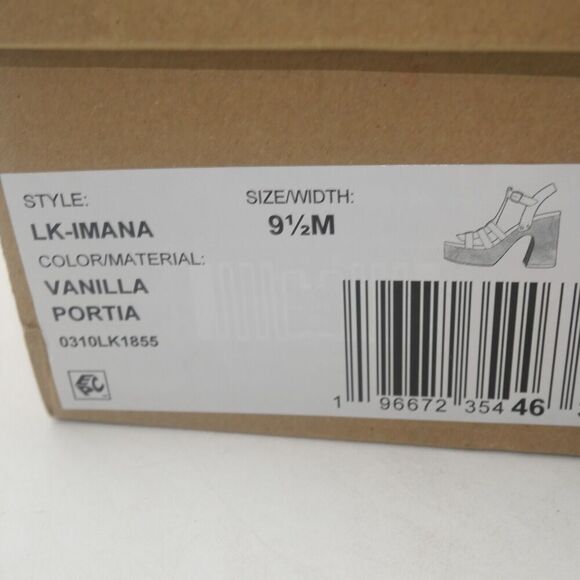 STYLE:
LK-IMANA
SIZE/WIDTH:
9½M
COLOR/MATERIAL:
VANILLA
PORTIA
0310LK1855
1 96672 354 46